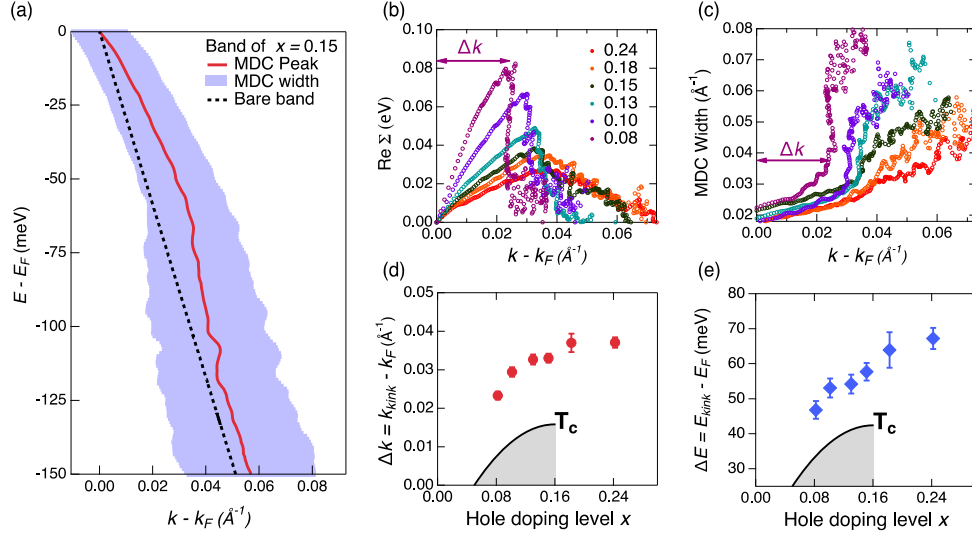 (a)
0
-25
-50
-75
-100
-125
-150
E - E_F (meV)
0.00
0.02
0.04
0.06
0.08
k - k_F (Å⁻¹)
Band of x = 0.15
MDC Peak
MDC width
Bare band
(b)
Δk
0.12
0.10
0.08
0.06
0.04
0.02
0.00
Re Σ (eV)
0.24
0.18
0.15
0.13
0.10
0.08
0.00
0.02
0.04
0.06
k - k_F (Å⁻¹)
(c)
0.08
0.07
0.06
0.05
0.04
0.03
0.02
MDC Width (Å⁻¹)
Δk
0.00
0.02
0.04
0.06
k - k_F (Å⁻¹)
(d)
0.05
0.04
0.03
0.02
0.01
0.00
Δk = k_kink - k_F (Å⁻¹)
T_c
0.00
0.08
0.16
0.24
Hole doping level x
(e)
80
70
60
50
40
30
ΔE = E_kink - E_F (meV)
T_c
0.00
0.08
0.16
0.24
Hole doping level x